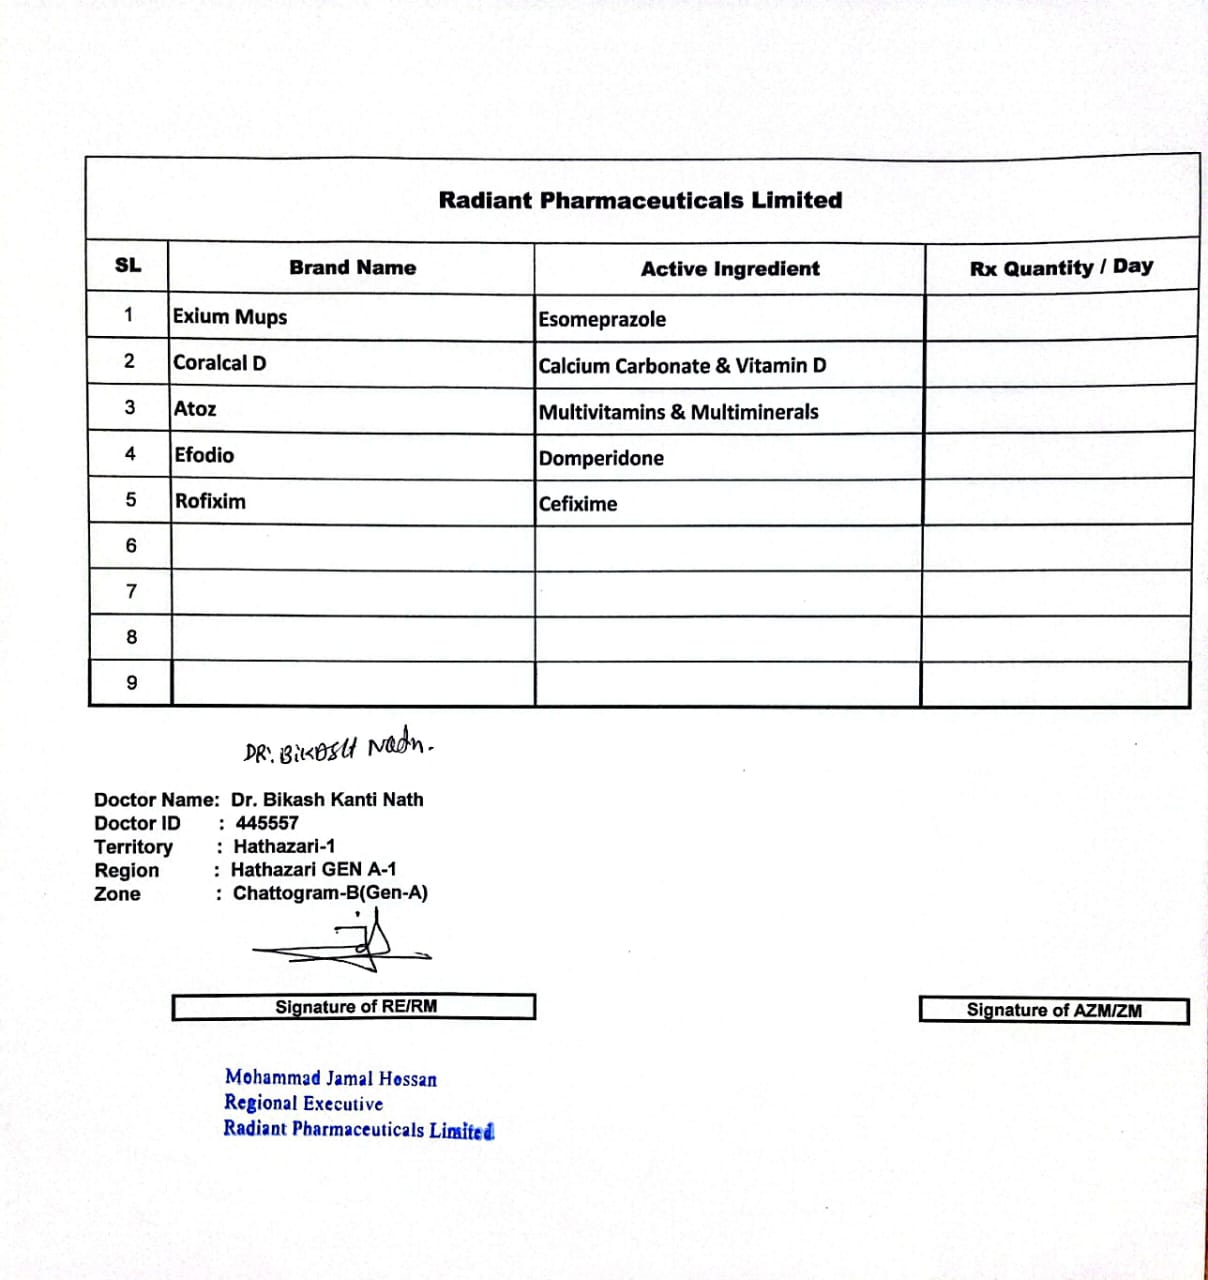 Radiant Pharmaceuticals Limited
SL Brand Name Active Ingredient Rx Quantity / Day
1 Exium Mups Esomeprazole
2 Coralcal D Calcium Carbonate & Vitamin D
3 Atoz Multivitamins & Multiminerals
4 Efodio Domperidone
5 Rofixim Cefixime
6
7
8
9
DR. BIKASH Nadn.
Doctor Name: Dr. Bikash Kanti Nath
Doctor ID : 445557
Territory : Hathazari-1
Region : Hathazari GEN A-1
Zone : Chattogram-B(Gen-A)
Signature of RE/RM Signature of AZM/ZM
Mohammad Jamal Hossan
Regional Executive
Radiant Pharmaceuticals Limited